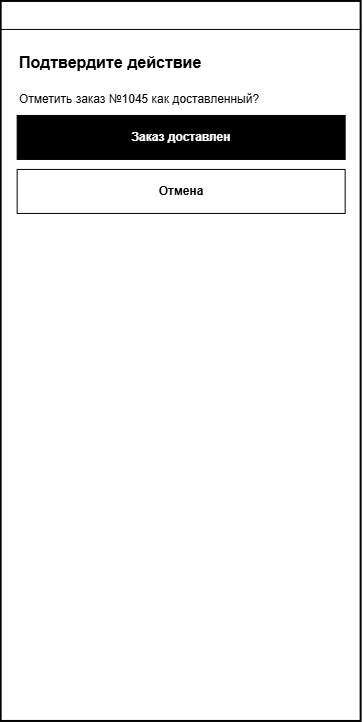 Подтвердите действие
Отметить заказ №1045 как доставленный?
Заказ доставлен
Отмена